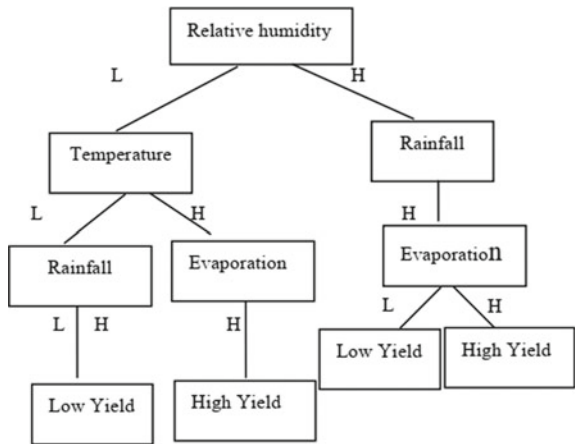 Relative humidity
L
H
Temperature
Rainfall
L
H
H
Rainfall
Evaporation
Evaporation
L
H
L
H
H
Low Yield
High Yield
Low Yield
High Yield